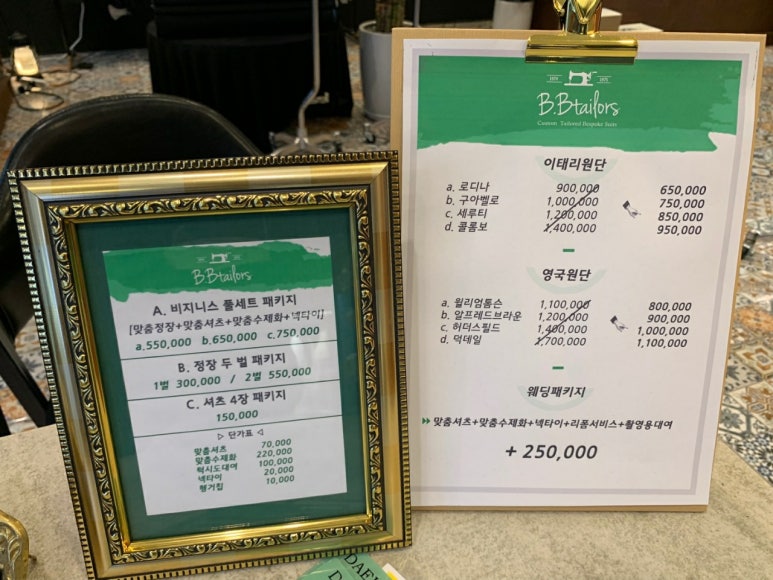 B.Btailors
A. 비지니스 풀세트 패키지
[맞춤정장+맞춤셔츠+맞춤수제화+넥타이]
a.550,000 b.650,000 c.750,000
B. 정장 두 벌 패키지
1벌 300,000 / 2벌 550,000
C. 셔츠 4장 패키지
150,000
▷ 단가표 ◁
맞춤셔츠 70,000
맞춤수제화 220,000
턱시도대여 100,000
넥타이 20,000
행거칩 10,000
1974 1975
B.Btailors
Custom Tailored Bespoke Suits
이태리원단
a. 로디나 900,000 650,000
b. 구아벨로 1,000,000 750,000
c. 세루티 1,200,000 850,000
d. 콜롬보 1,400,000 950,000
영국원단
a. 윌리엄톰슨 1,100,000 800,000
b. 알프레드브라운 1,200,000 900,000
c. 허더스필드 1,400,000 1,000,000
d. 덕테일 1,700,000 1,100,000
웨딩패키지
맞춤셔츠+맞춤수제화+넥타이+리폼서비스+촬영용대여
+ 250,000